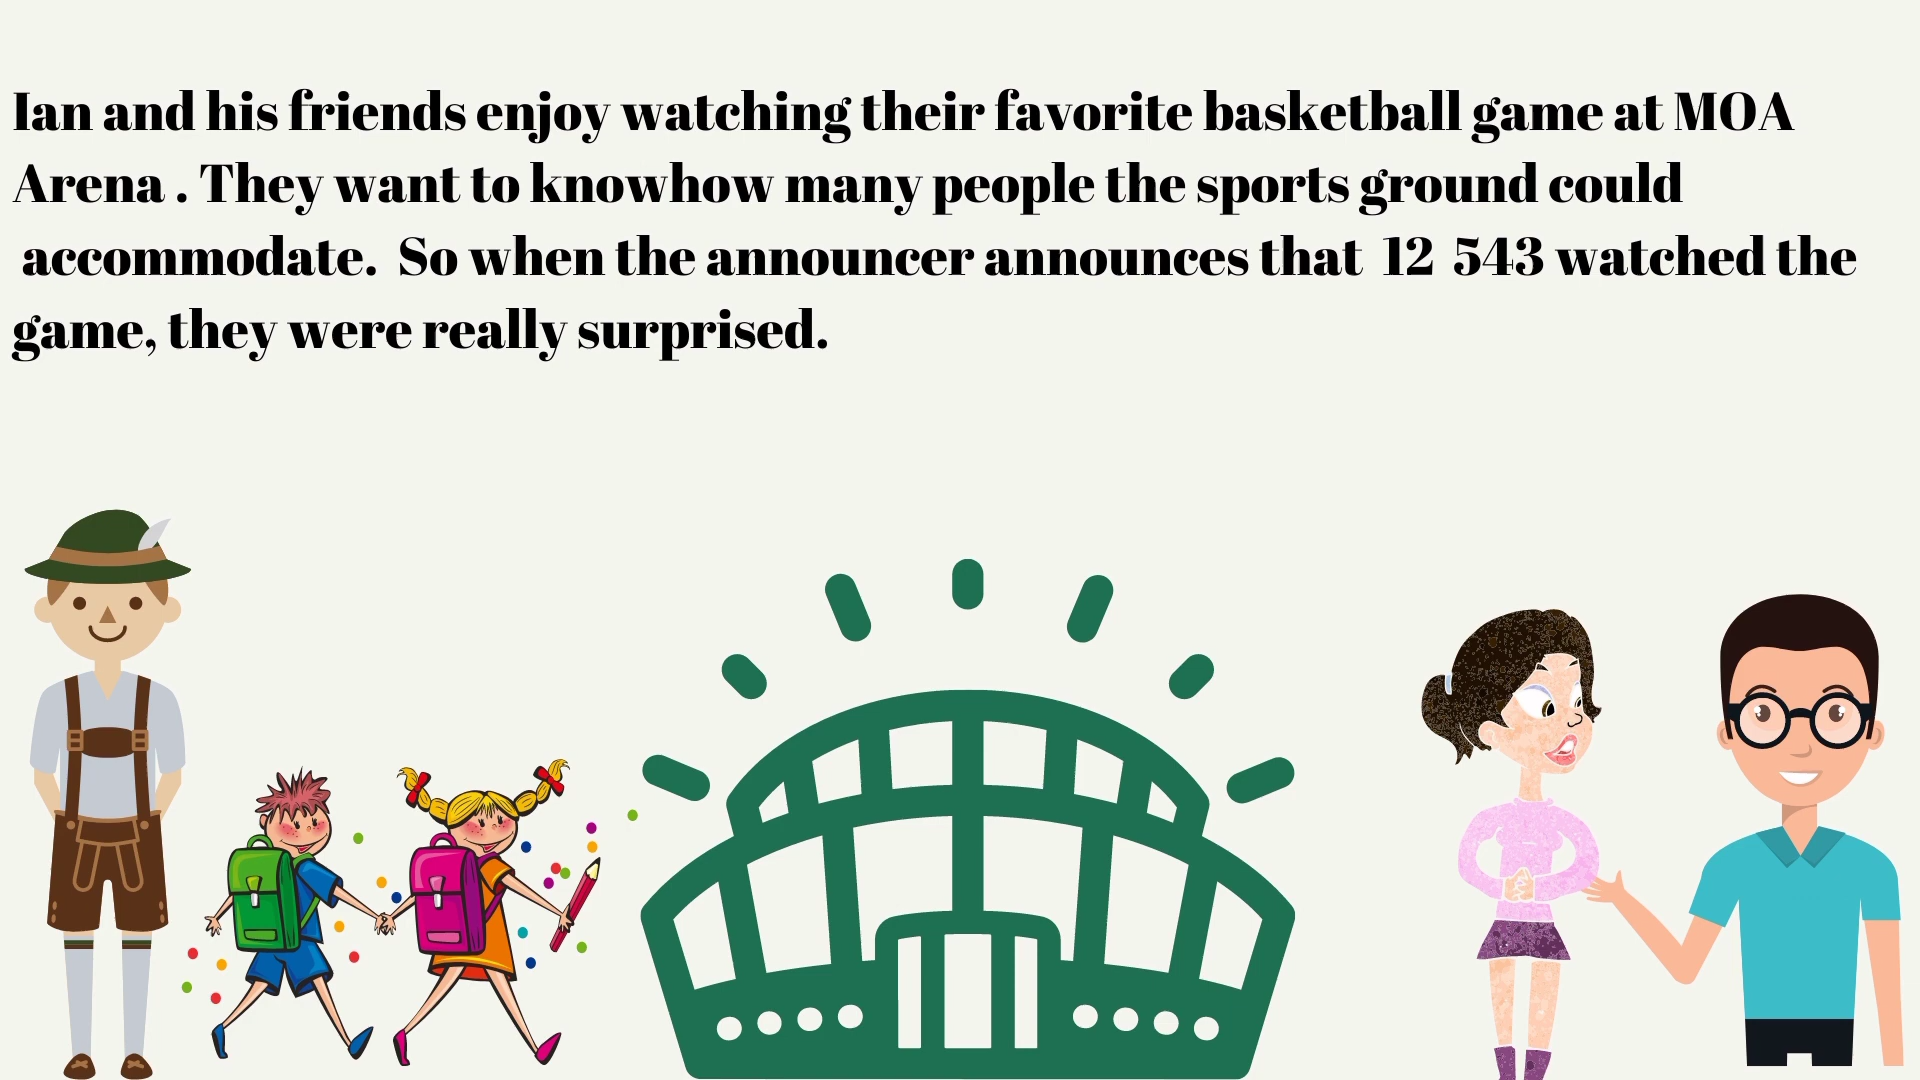 Ian and his friends enjoy watching their favorite basketball game at MOA
Arena . They want to knowhow many people the sports ground could
accommodate.  So when the announcer announces that  12  543 watched the
game, they were really surprised.